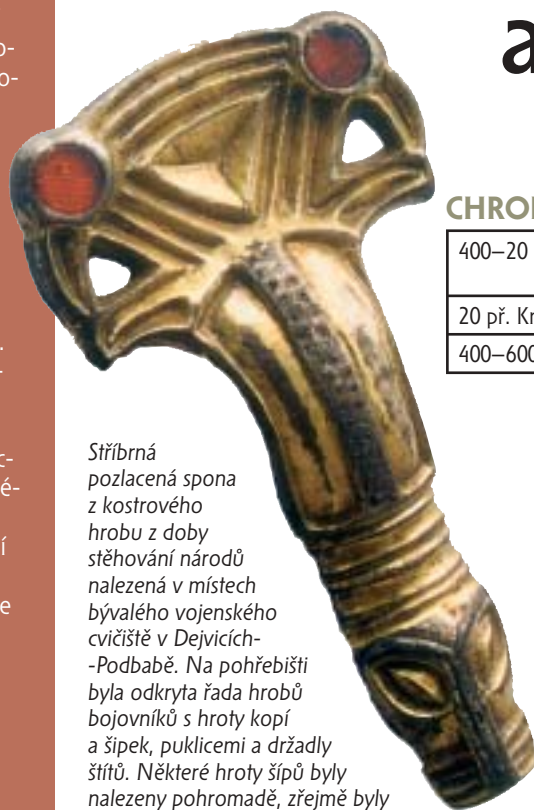 a
o-
o-
CHRO
400–20
20 př. Kr
400–600
.
-
c-
é-
í
e
Stříbrná
pozlacená spona
z kostrového
hrobu z doby
stěhování národů
nalezená v místech
bývalého vojenského
cvičiště v Dejvicích-
-Podbabě. Na pohřebišti
byla odkryta řada hrobů
bojovníků s hroty kopí
a šipek, puklicemi a držadly
štítů. Některé hroty šípů byly
nalezeny pohromadě, zřejmě byly